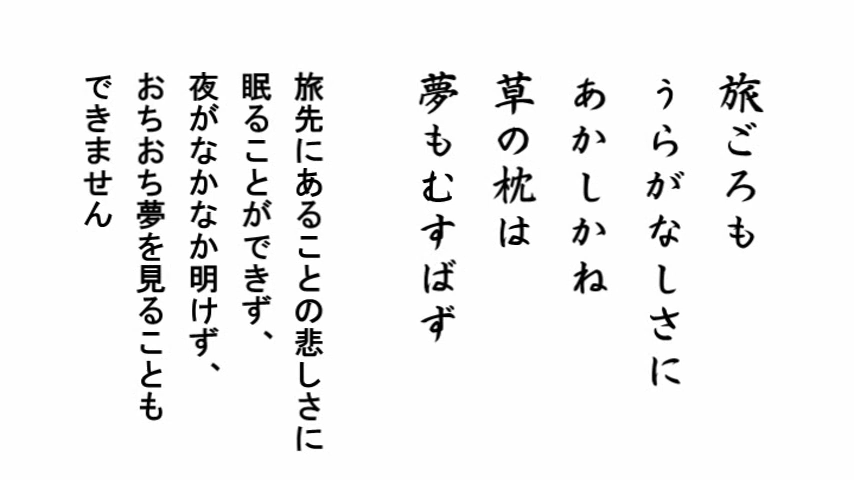 旅ごろも
うらがなしさに
あかしかね
草の枕は
夢もむすばず
旅先にあることの悲しさに
眠ることができず、
夜がなかなか明けず、
おちおち夢を見ることも
できません